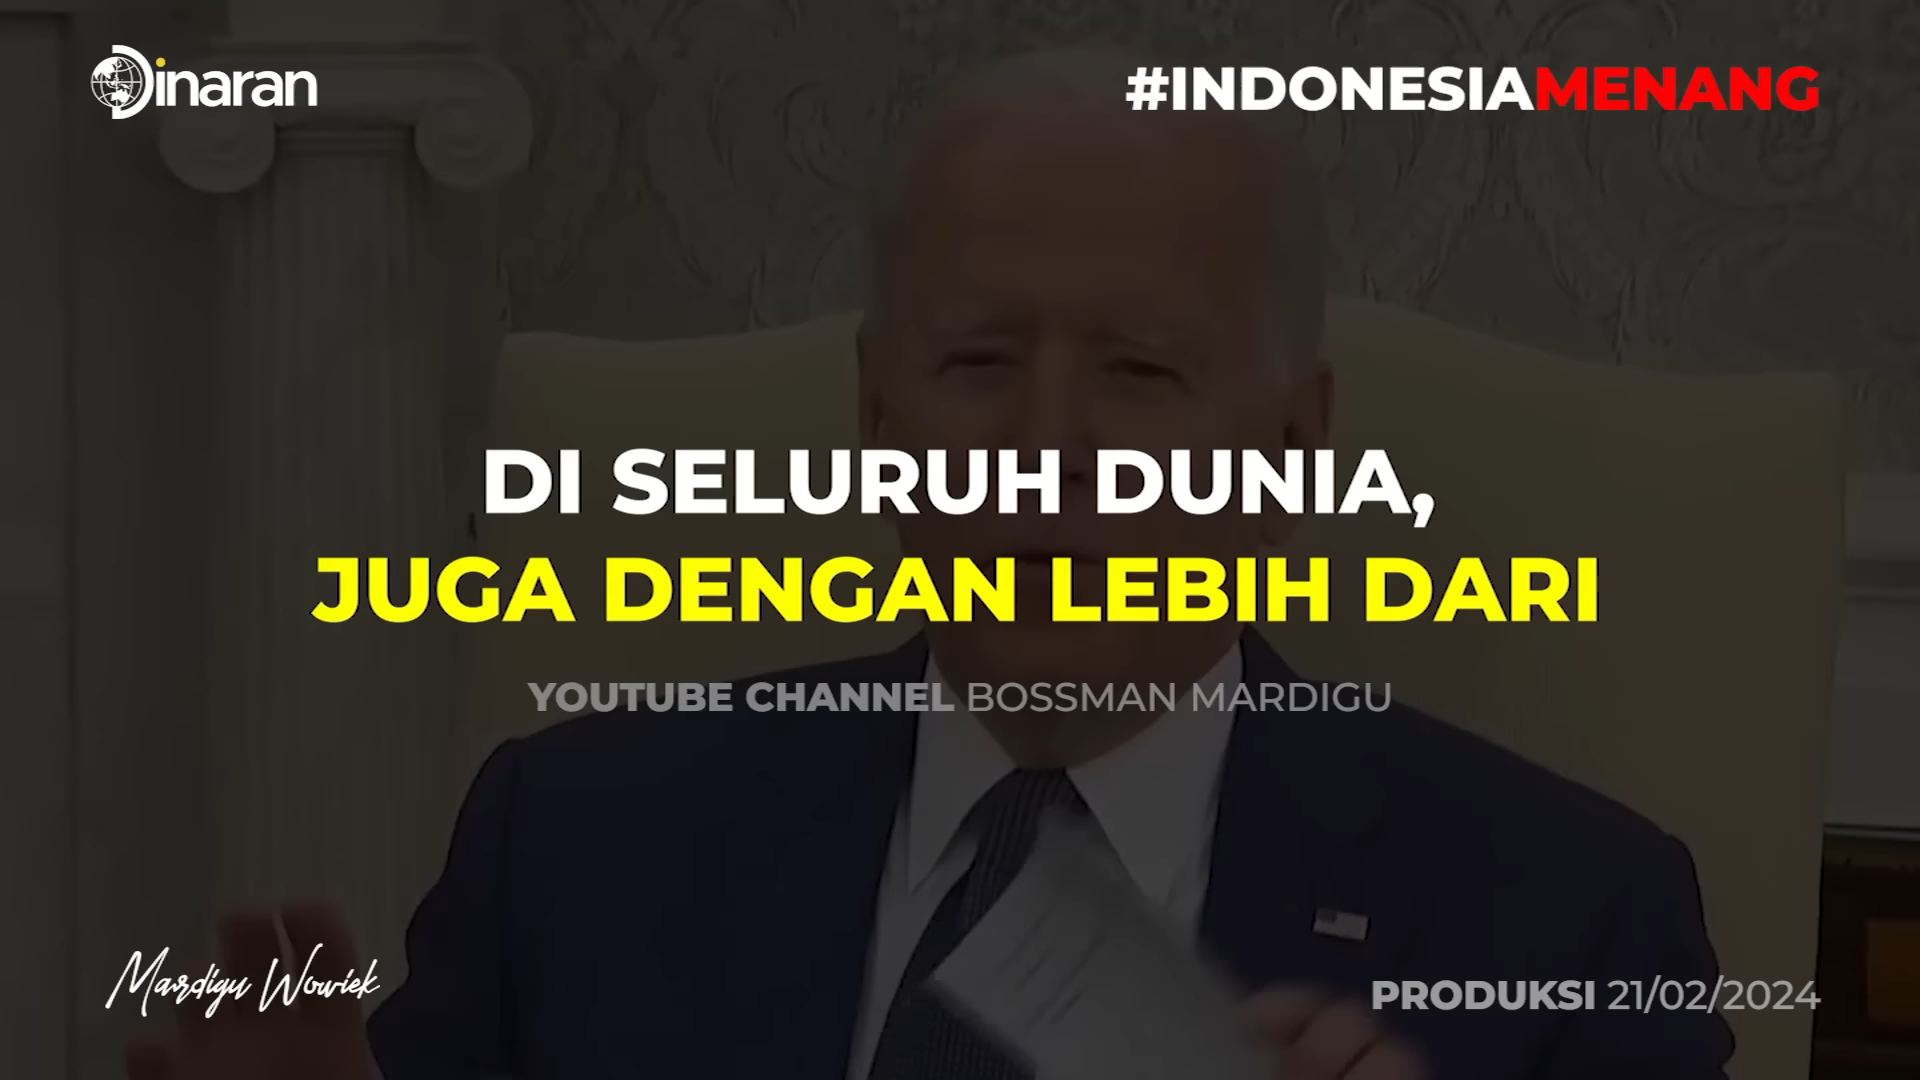 Dinaran
#INDONESIAMENANG
DI SELURUH DUNIA,
JUGA DENGAN LEBIH DARI
YOUTUBE CHANNEL BOSSMAN MARDIGU
Mardigu Wowiek
PRODUKSI 21/02/2024